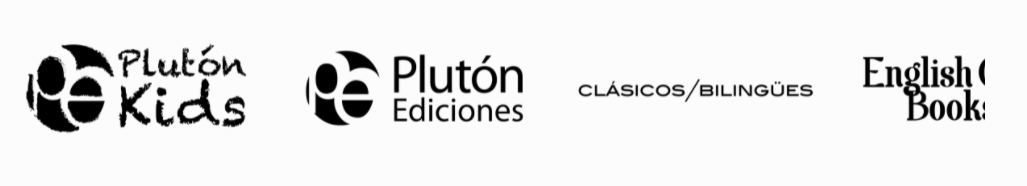 Plutón
Kids
Plutón
Ediciones
CLÁSICOS/BILINGÜES
English
Books